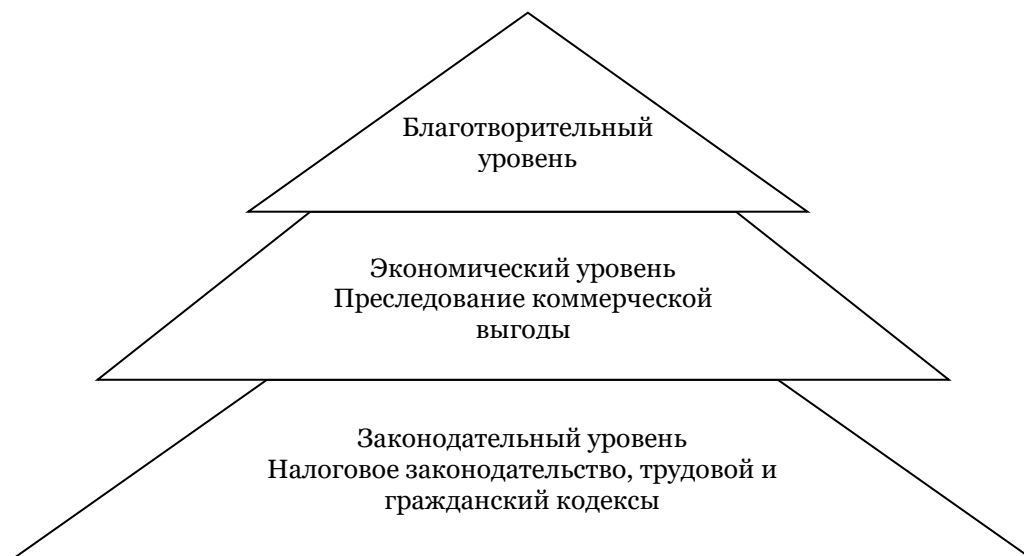 Благотворительный
уровень
Экономический уровень
Преследование коммерческой
выгоды
Законодательный уровень
Налоговое законодательство, трудовой и
гражданский кодексы